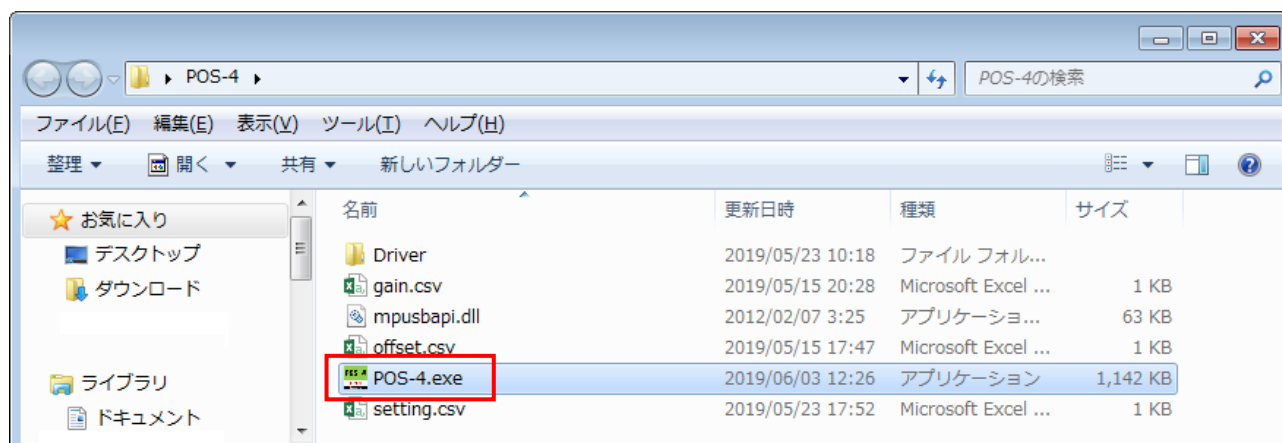 POS-4
POS-4の検索
ファイル(F) 編集(E) 表示(V) ツール(T) ヘルプ(H)
整理 開く 共有 新しいフォルダー
お気に入り
デスクトップ
ダウンロード
ライブラリ
ドキュメント
名前 更新日時 種類 サイズ
Driver 2019/05/23 10:18 ファイル フォル...
gain.csv 2019/05/15 20:28 Microsoft Excel ... 1 KB
mpusbapi.dll 2012/02/07 3:25 アプリケーショ... 63 KB
offset.csv 2019/05/15 17:47 Microsoft Excel ... 1 KB
POS-4.exe 2019/06/03 12:26 アプリケーション 1,142 KB
setting.csv 2019/05/23 17:52 Microsoft Excel ... 1 KB